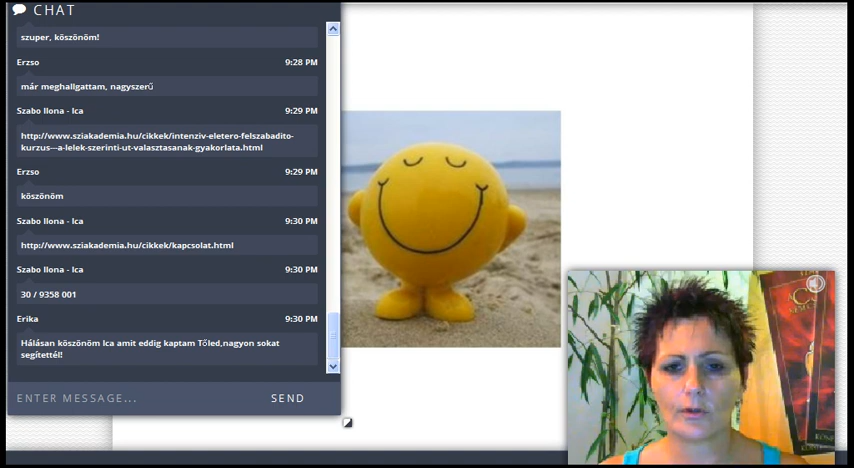 CHAT
szuper, köszönöm!
Erzso 9:28 PM
már meghallgattam, nagyszerű
Szabo Ilona - Ica 9:29 PM
http://www.sziakademia.hu/cikkek/intenziv-eletero-felszabadito-
kurzus---a-lelek-szerinti-ut-valasztasanak-gyakorlata.html
Erzso 9:29 PM
köszönöm
Szabo Ilona - Ica 9:30 PM
http://www.sziakademia.hu/cikkek/kapcsolat.html
Szabo Ilona - Ica 9:30 PM
30 / 9358 001
Erika 9:30 PM
Hálásan köszönöm Ica amit eddig kaptam Tőled,nagyon sokat
segítettél!
ENTER MESSAGE... SEND